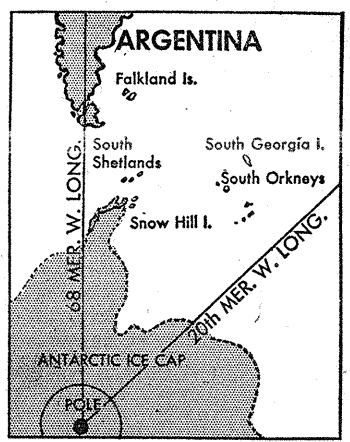 ARGENTINA
Falkland Is.
South
Shetlands
South Georgia i.
South Orkneys
Snow Hill I.
68 MER. W. LONG.
20th MER. W. LONG.
ANTARCTIC ICE CAP
POLE